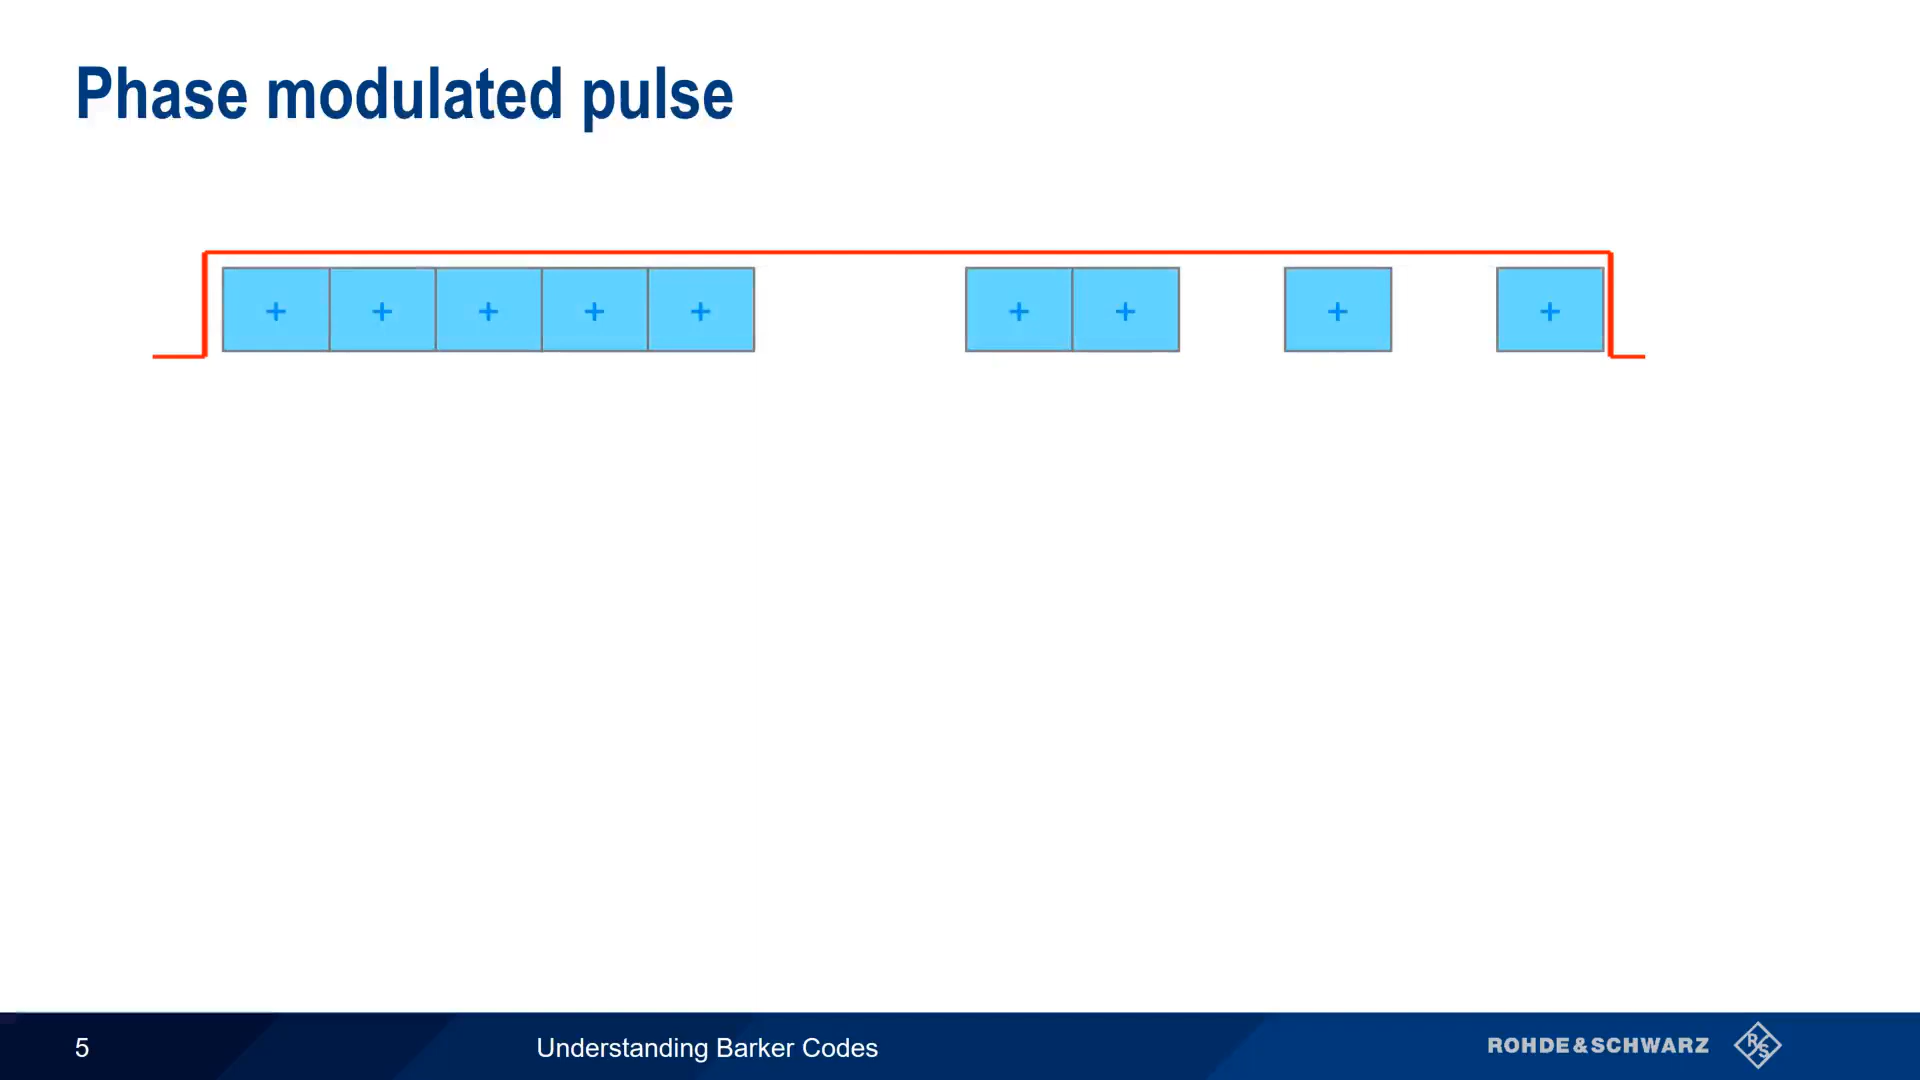 Phase modulated pulse
+ + + + + + + + +
5 Understanding Barker Codes ROHDE&SCHWARZ R S